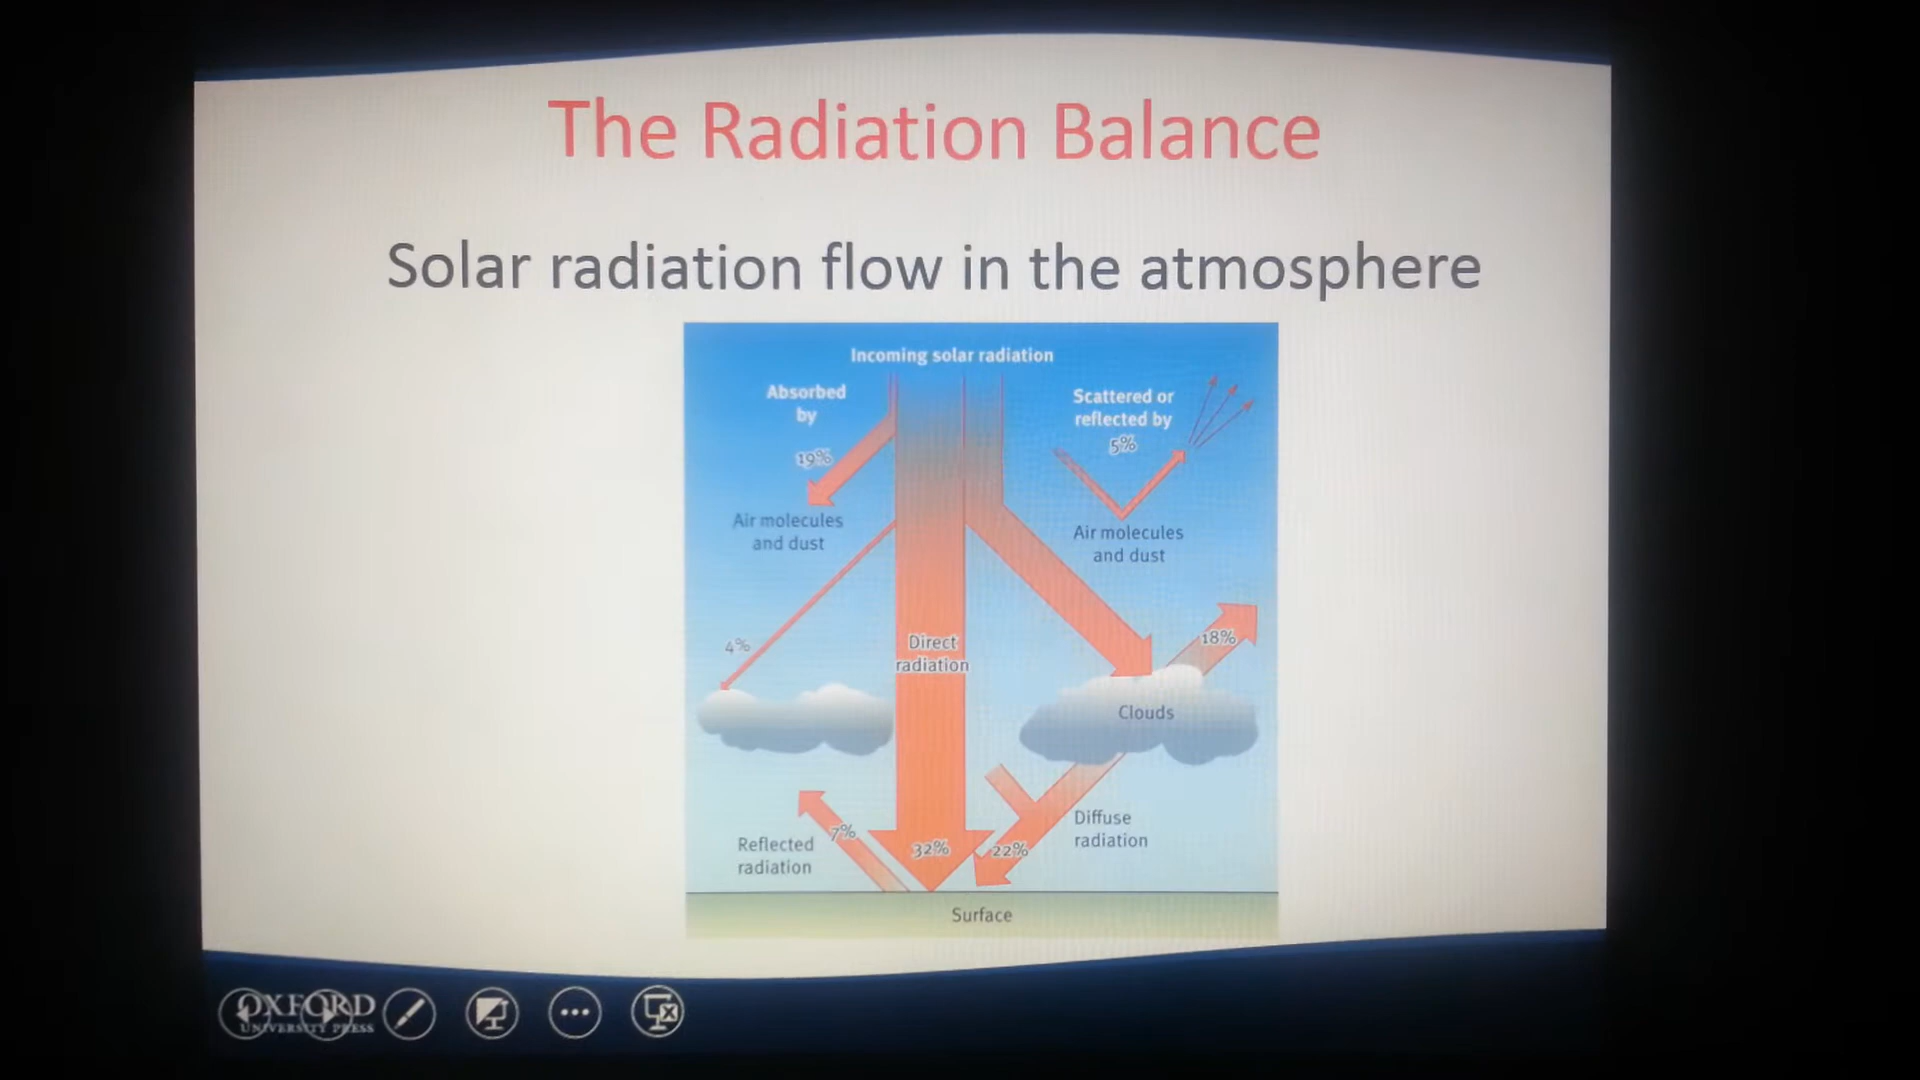 The Radiation Balance
Solar radiation flow in the atmosphere
Incoming solar radiation
Absorbed
by
19%
Air molecules
and dust
Scattered or
reflected by
5%
Air molecules
and dust
4%
Direct
radiation
18%
Clouds
Reflected
radiation
7%
32%
22%
Diffuse
radiation
Surface
OXFORD
UNIVERSITY PRESS